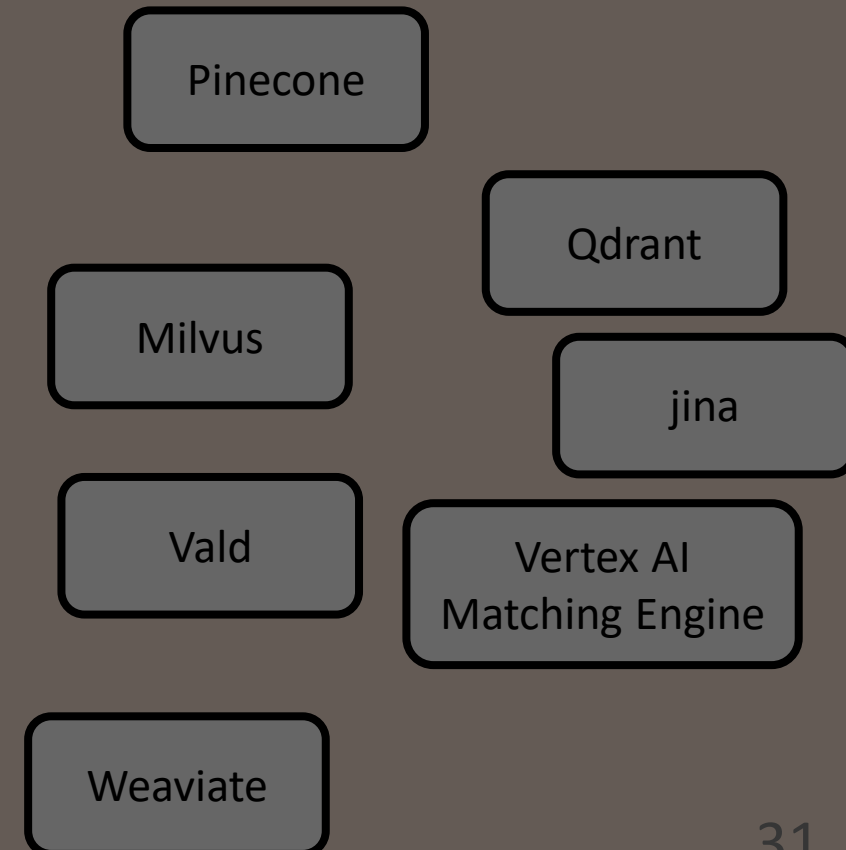 Pinecone
Qdrant
Milvus
jina
Vald
Vertex AI
Matching Engine
Weaviate
31